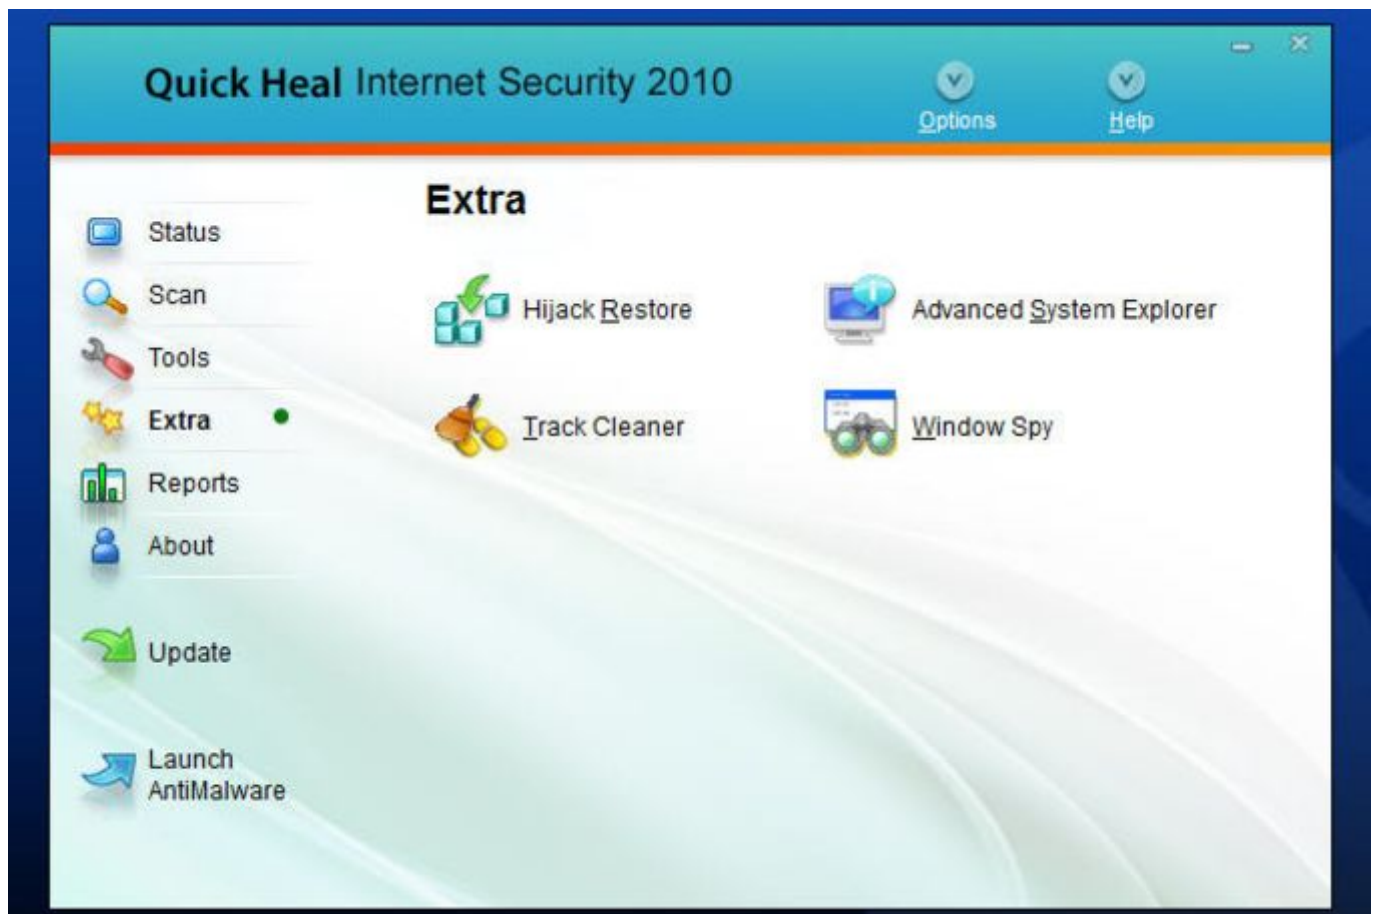 Quick Heal Internet Security 2010
Options
Help
Extra
Status
Scan
Tools
Extra
Reports
About
Update
Launch
AntiMalware
Hijack Restore
Advanced System Explorer
Track Cleaner
Window Spy